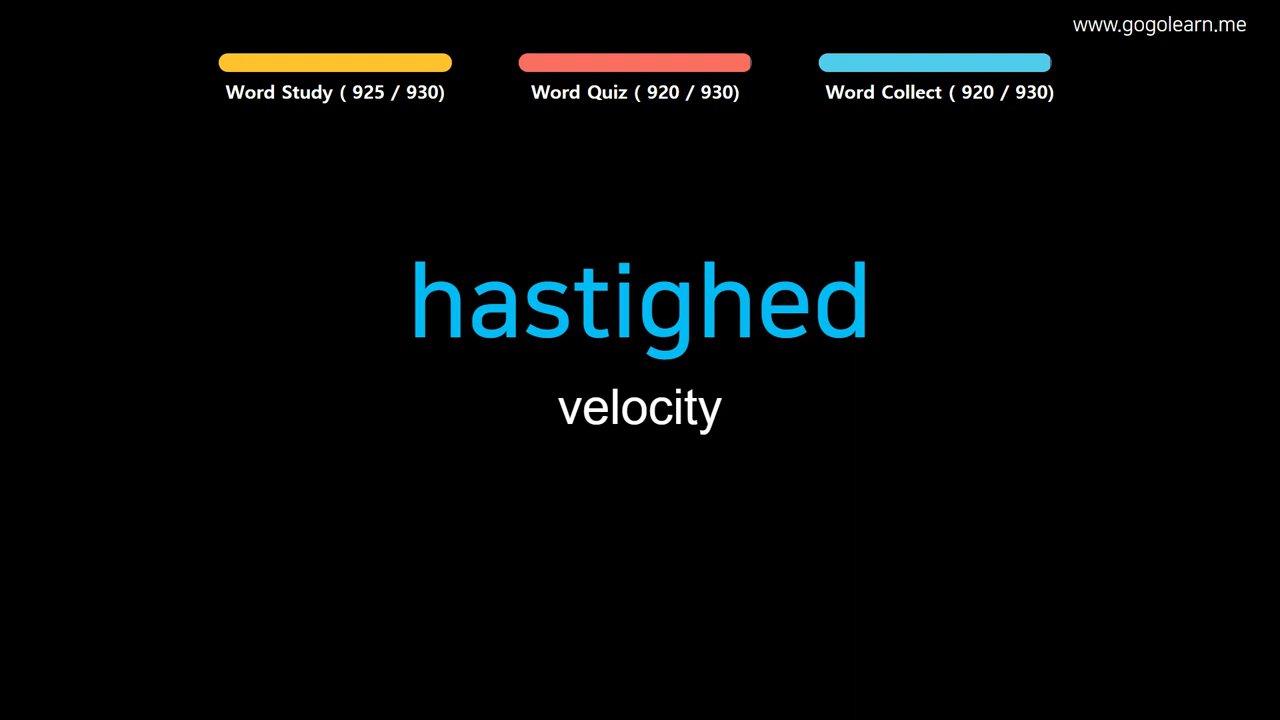 www.gogolearn.me
Word Study ( 925 / 930)
Word Quiz ( 920 / 930)
Word Collect ( 920 / 930)
hastighed
velocity